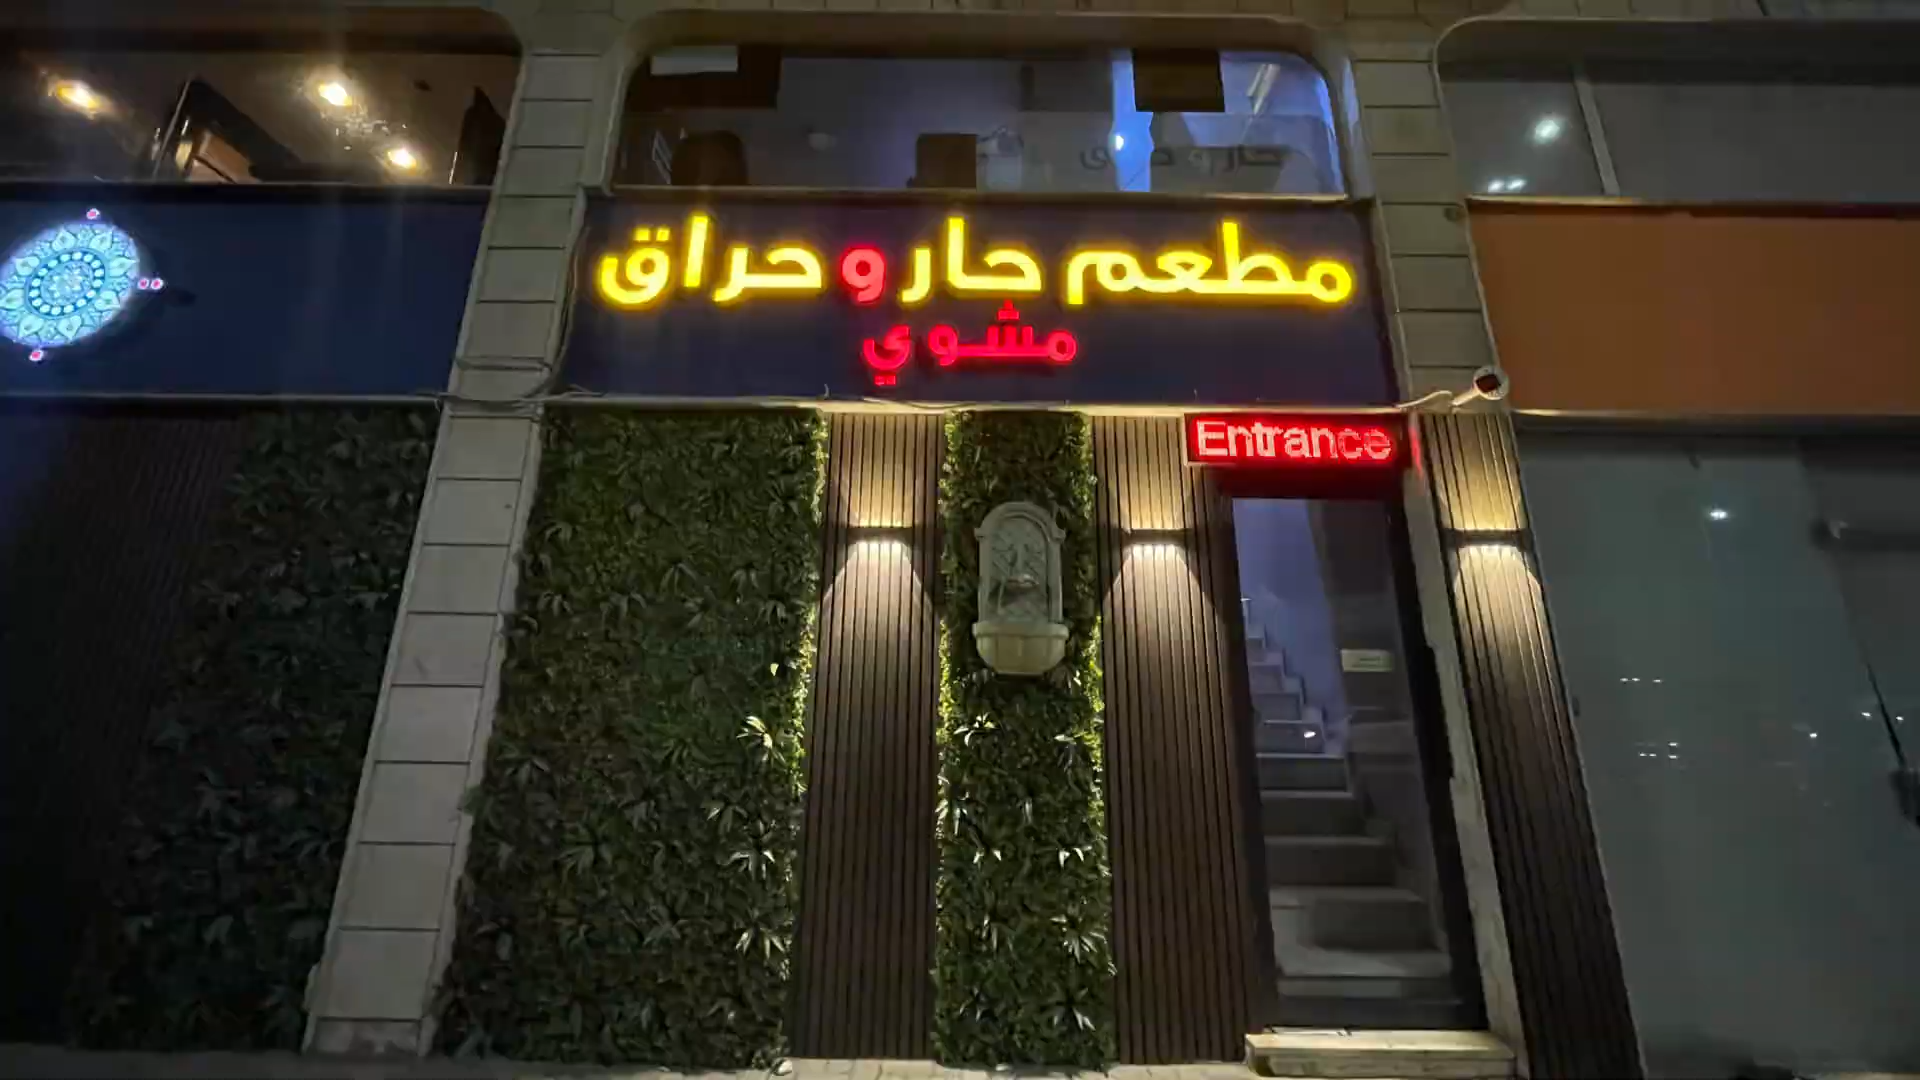 مطعم حار و حراق
مشوي
Entrance